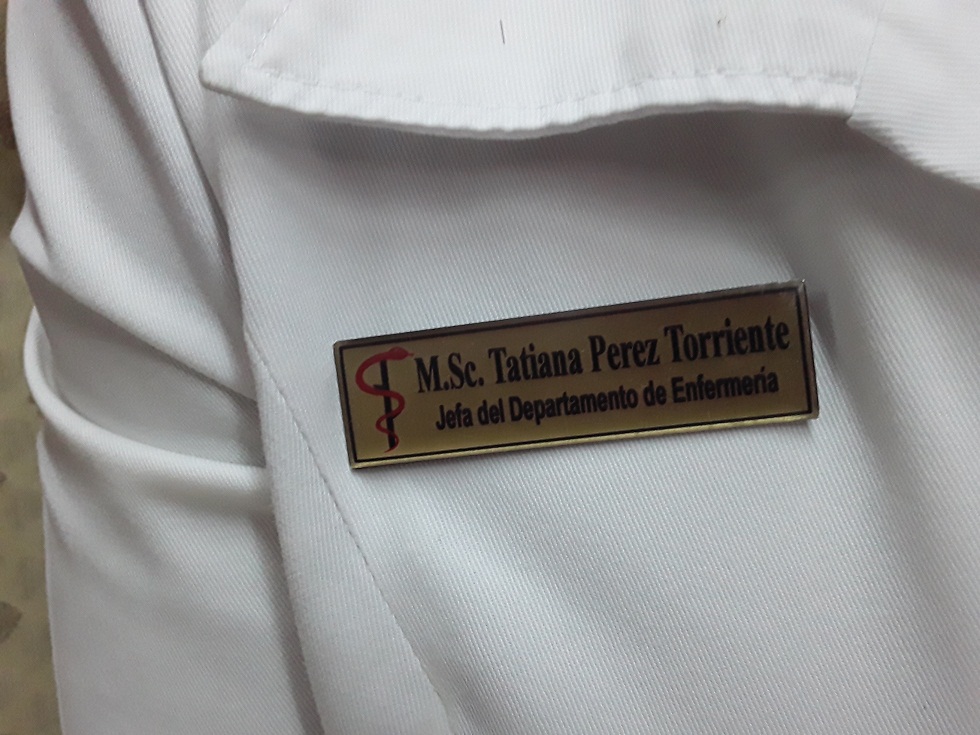 M.Sc. Tatiana Perez Torriente
Jefa del Departamento de Enfermería